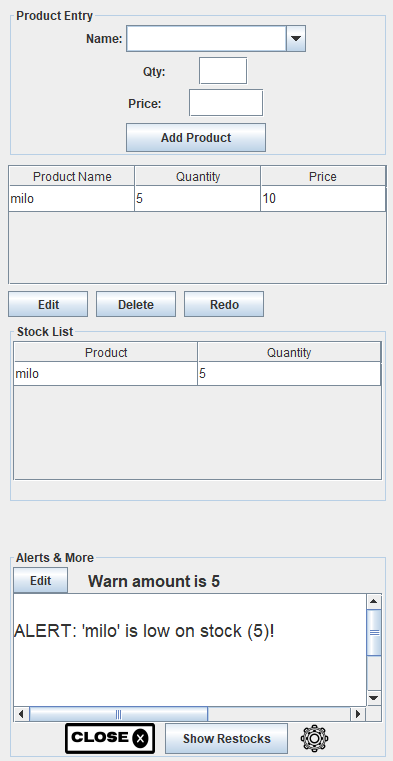 Product Entry
Name:
Qty:
Price:
Add Product
Product Name Quantity Price
milo 5 10
Edit Delete Redo
Stock List
Product Quantity
milo 5
Alerts & More
Edit Warn amount is 5
ALERT: 'milo' is low on stock (5)!
CLOSE X Show Restocks